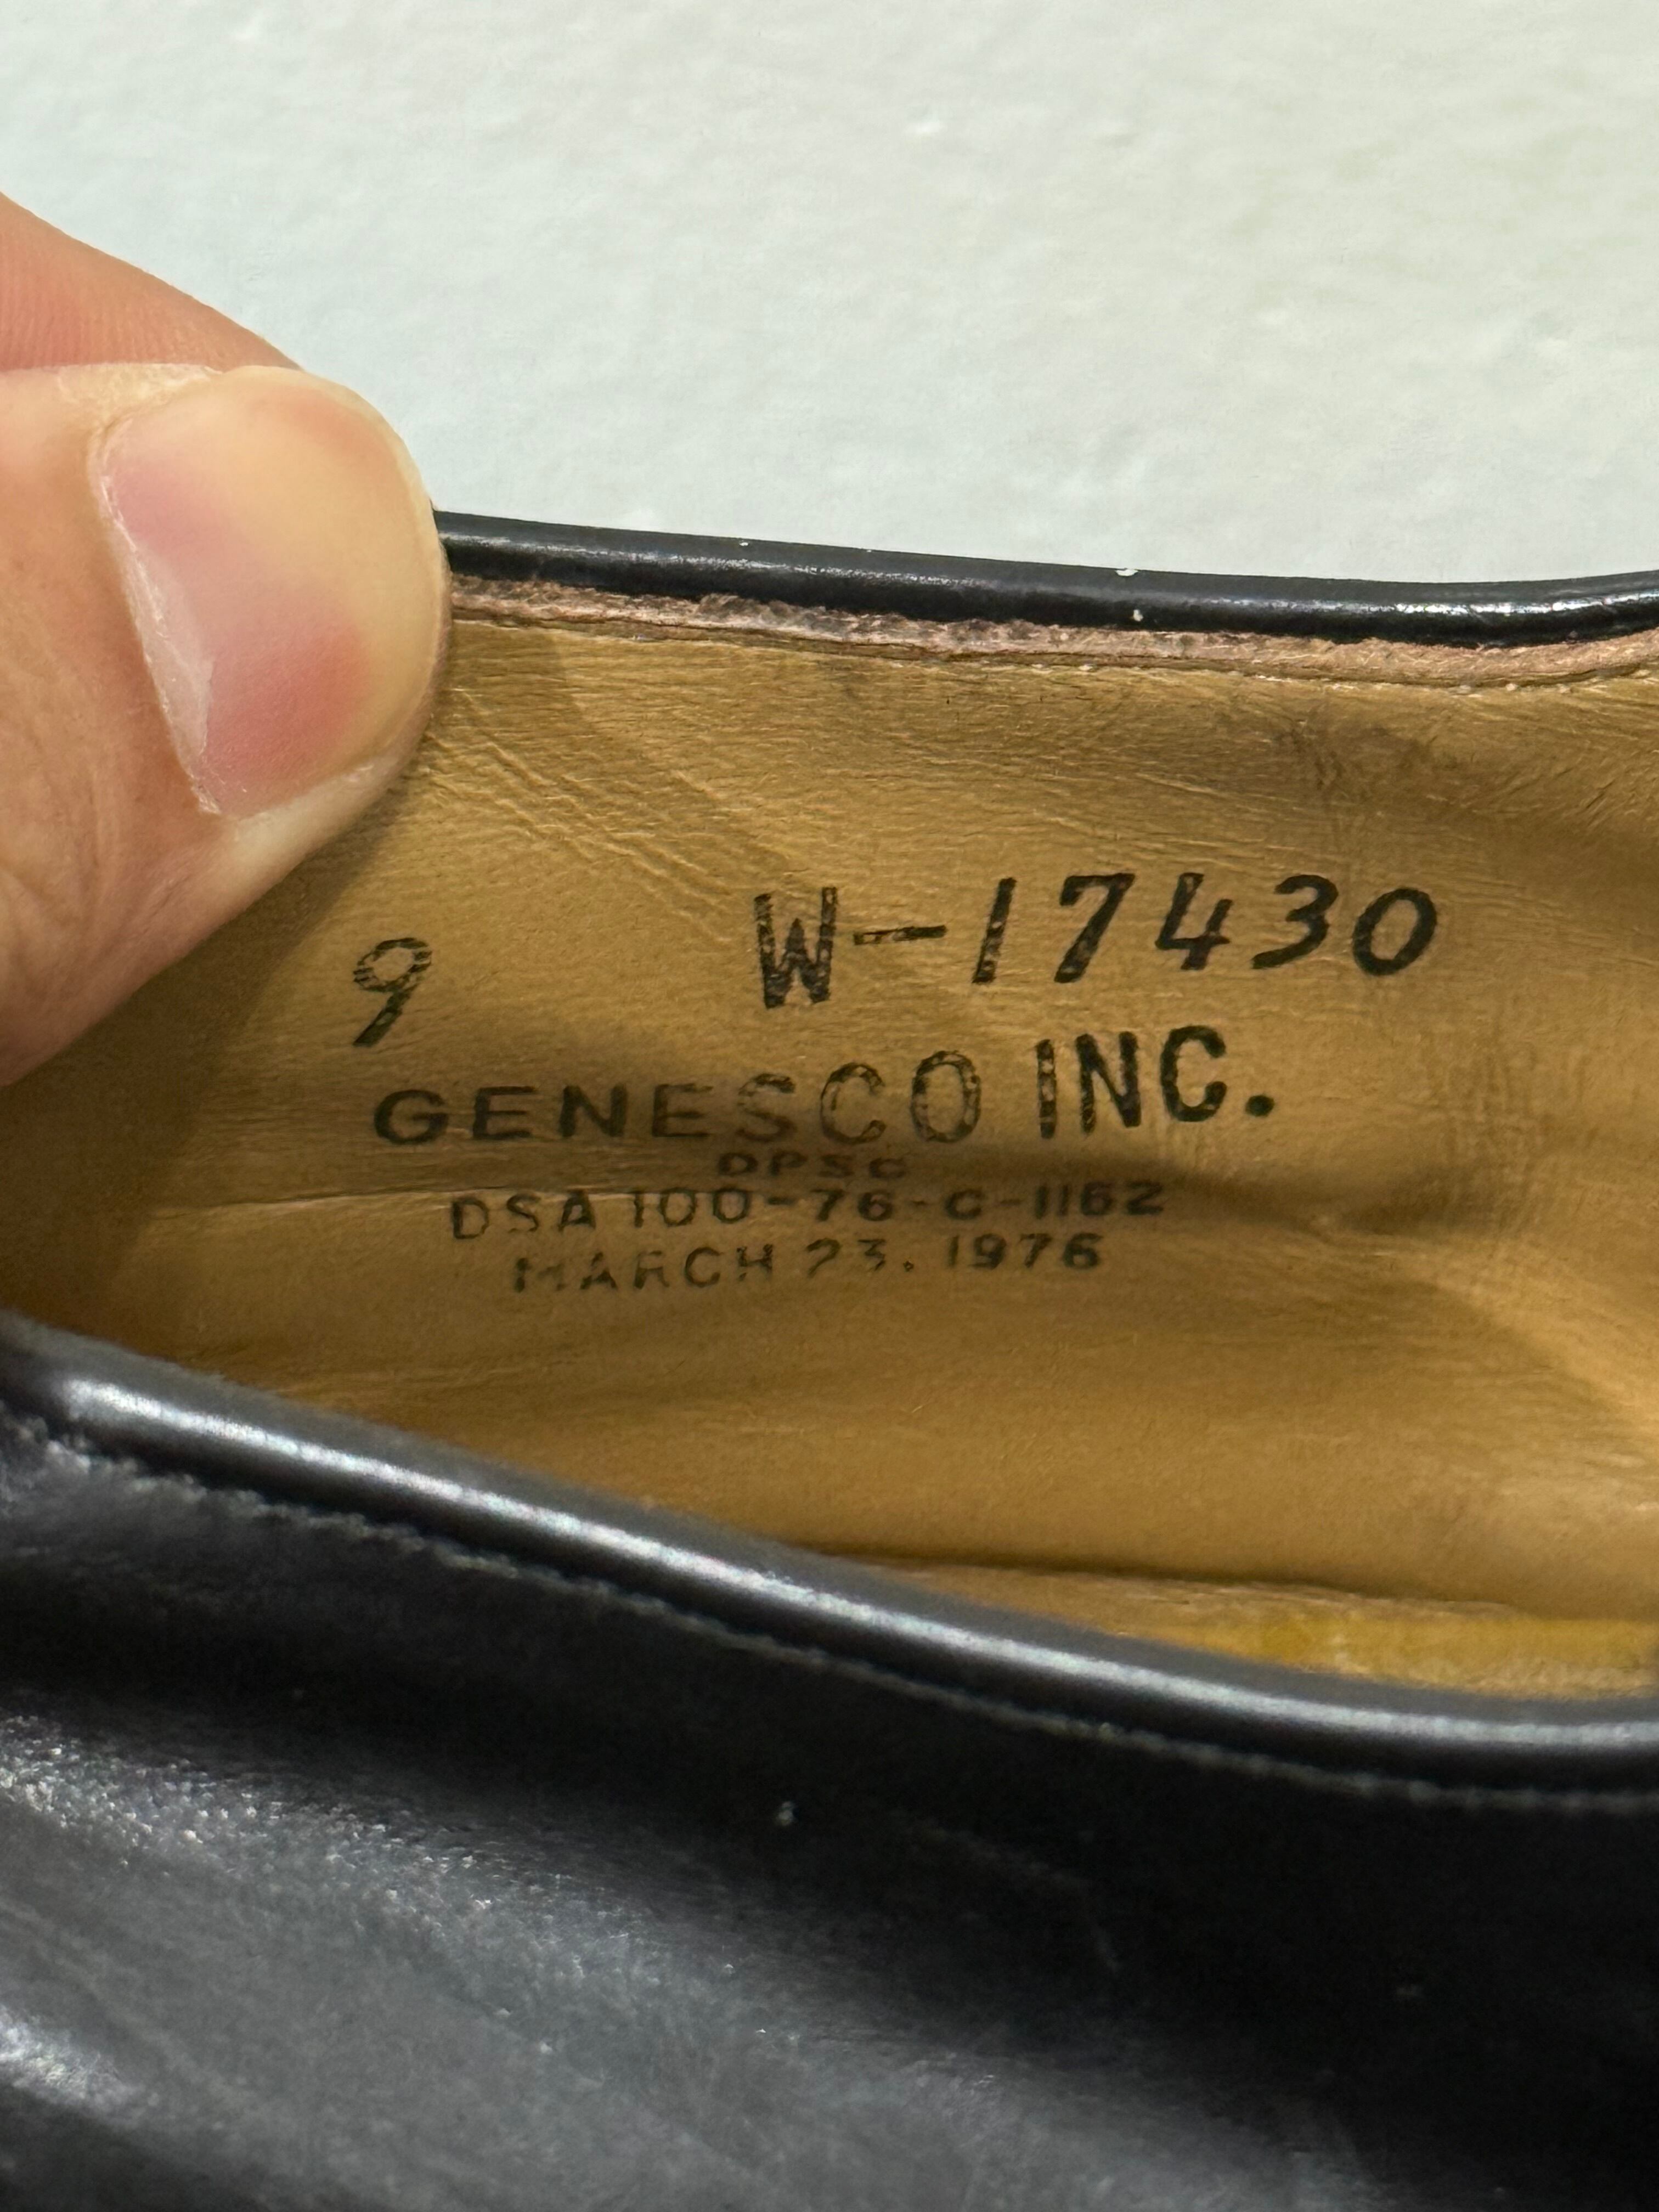 9 W-17430
GENESCO INC.
DPSC
DSA 100-76-C-1162
MARCH 23. 1976